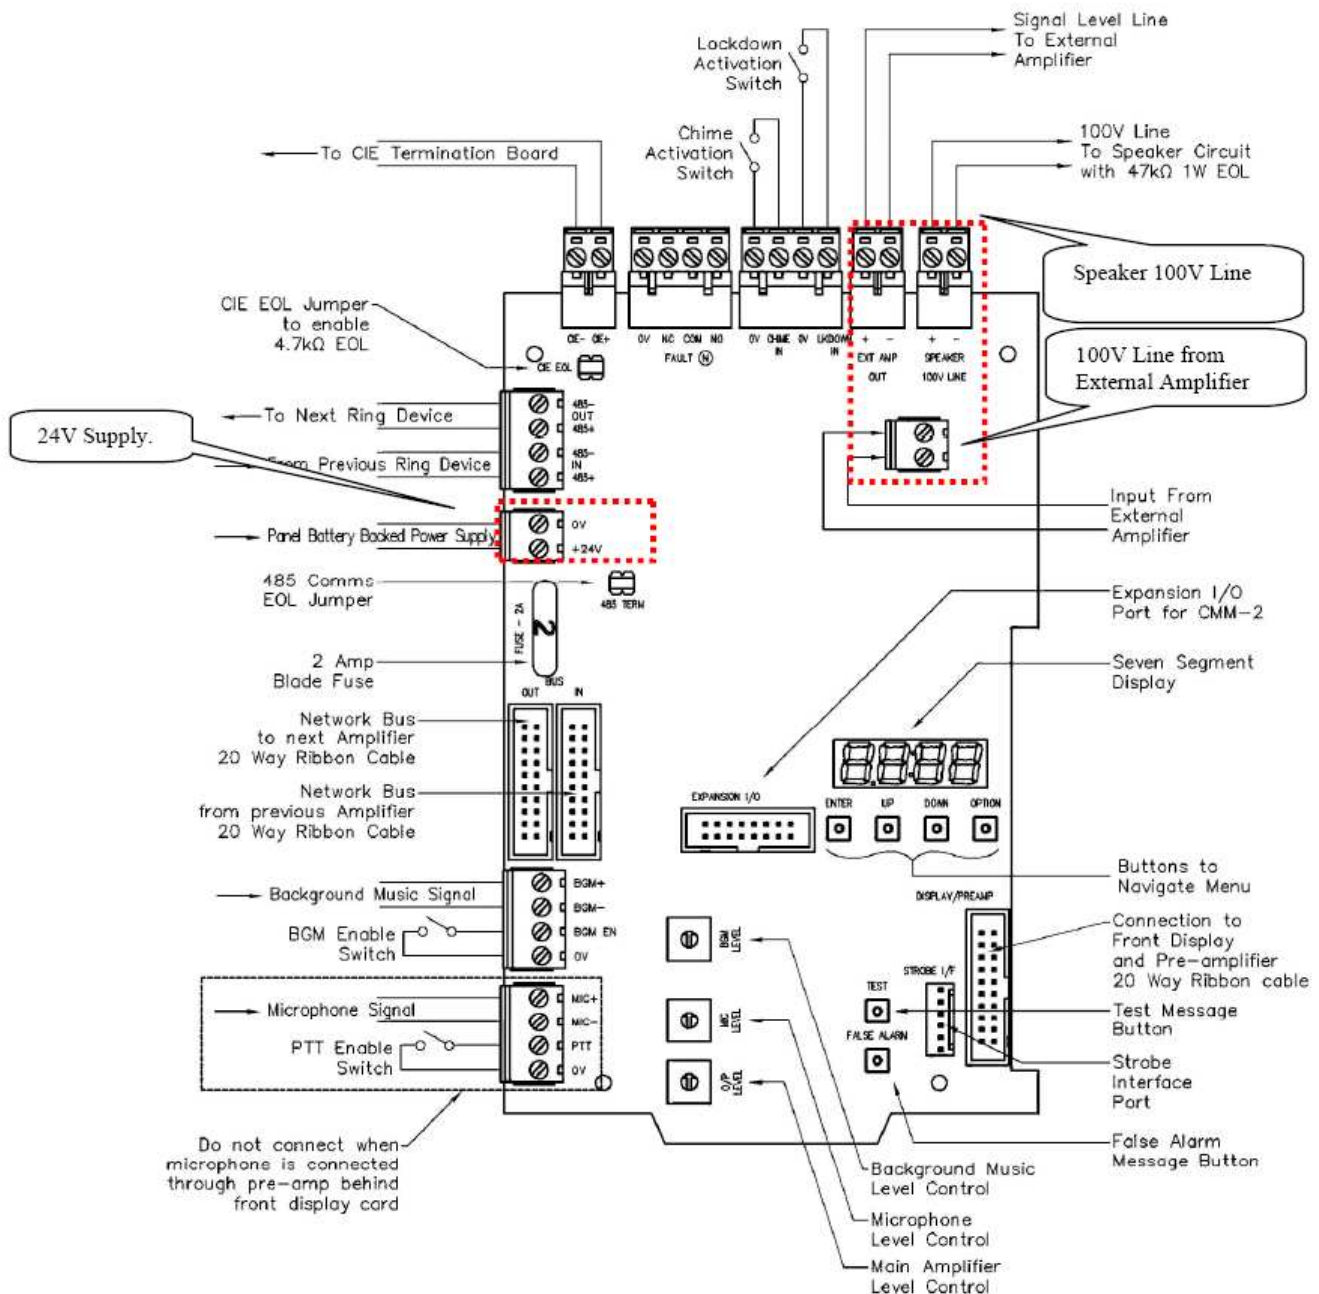 Signal Level Line
To External
Amplifier
Lockdown
Activation
Switch
Chime
Activation
Switch
100V Line
To Speaker Circuit
with 47kΩ 1W EOL
To CIE Termination Board
Speaker 100V Line
CIE EOL Jumper
to enable
4.7kΩ EOL
CIE- CIE+
0V NC COM NO
FAULT N
0V CHIME IN 0V LKDOWN IN
+ -
EXT AMP
OUT
+ -
SPEAKER
100V LINE
100V Line from
External Amplifier
CIE EOL
To Next Ring Device
485-
OUT
485+
24V Supply.
From Previous Ring Device
485-
IN
485+
Input From
External
Amplifier
Panel Battery Backed Power Supply
0V
+24V
485 Comms
EOL Jumper
485 TERM
Expansion I/O
Port for CMM-2
FUSE - 2A
2
2 Amp
Blade Fuse
Seven Segment
Display
BUS
OUT IN
Network Bus
to next Amplifier
20 Way Ribbon Cable
8.8:8.8
Network Bus
from previous Amplifier
20 Way Ribbon Cable
EXPANSION I/O
ENTER UP DOWN OPTION
Buttons to
Navigate Menu
Background Music Signal
BGM+
BGM-
BGM Enable
Switch
BGM EN
0V
DISPLAY/PREAMP
Connection to
Front Display
and Pre-amplifier
20 Way Ribbon cable
BGM
LEVEL
STROBE I/F
TEST
Test Message
Button
Microphone Signal
MIC+
MIC-
PTT Enable
Switch
PTT
0V
MIC
LEVEL
FALSE ALARM
O/P
LEVEL
Strobe
Interface
Port
Do not connect when
microphone is connected
through pre-amp behind
front display card
False Alarm
Message Button
Background Music
Level Control
Microphone
Level Control
Main Amplifier
Level Control